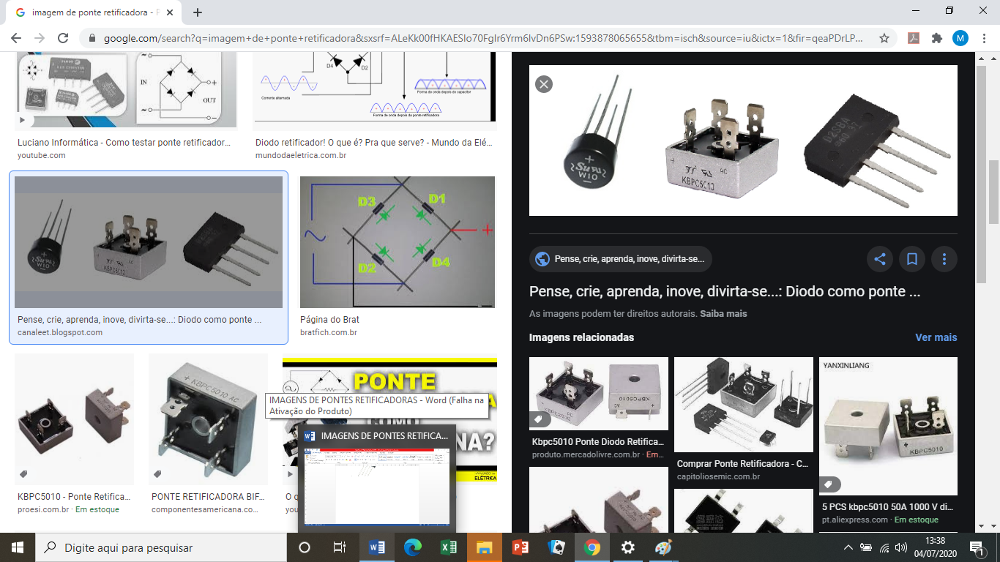 imagem de ponte retificadora - P
google.com/search?q=imagem+de+ponte+retificadora&sxsrf=ALeKk00fHKAESIo70FgIr6Yrm6lvDn6PSw:1593878065655&tbm=isch&source=iu&ictx=1&fir=qeaPDrLP...
M
IN
OUT
D4
D2
Corrente alternada
Forma de onda depois do capacitor
Forma de onda depois da ponte retificadora
Luciano Informática - Como testar ponte retificador...
youtube.com
Diodo retificador! O que é? Pra que serve? - Mundo da Elé...
mundodaeletrica.com.br
W10
KBPC5010
AC
D3
D1
D2
D4
Pense, crie, aprenda, inove, divirta-se...: Diodo como ponte ...
canaleet.blogspot.com
Página do Brat
bratfich.com.br
KBPC5010 AC
PONTE
COMO
NA?
ELÉTRICA
IMAGENS DE PONTES RETIFICADORAS - Word (Falha na
Ativação do Produto)
IMAGENS DE PONTES RETIFICA...
KBPC5010 - Ponte Retifica...
proesi.com.br · Em estoque
PONTE RETIFICADORA BIF...
componentesamericana.co...
O q
you
W10
KBPC5010
AC
Pense, crie, aprenda, inove, divirta-se...
Pense, crie, aprenda, inove, divirta-se...: Diodo como ponte ...
As imagens podem ter direitos autorais. Saiba mais
Imagens relacionadas
Ver mais
Kbpc5010 Ponte Diodo Retifica...
produto.mercadolivre.com.br · Em...
Comprar Ponte Retificadora - C...
capitoliosemic.com.br
YANXINLIANG
KBPC5010
5 PCS kbpc5010 50A 1000 V di...
pt.aliexpress.com · Em estoque
Digite aqui para pesquisar
13:38
04/07/2020
1